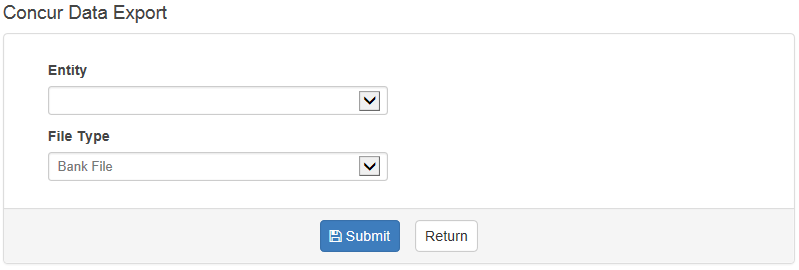 Concur Data Export
Entity
File Type
Bank File
Submit Return